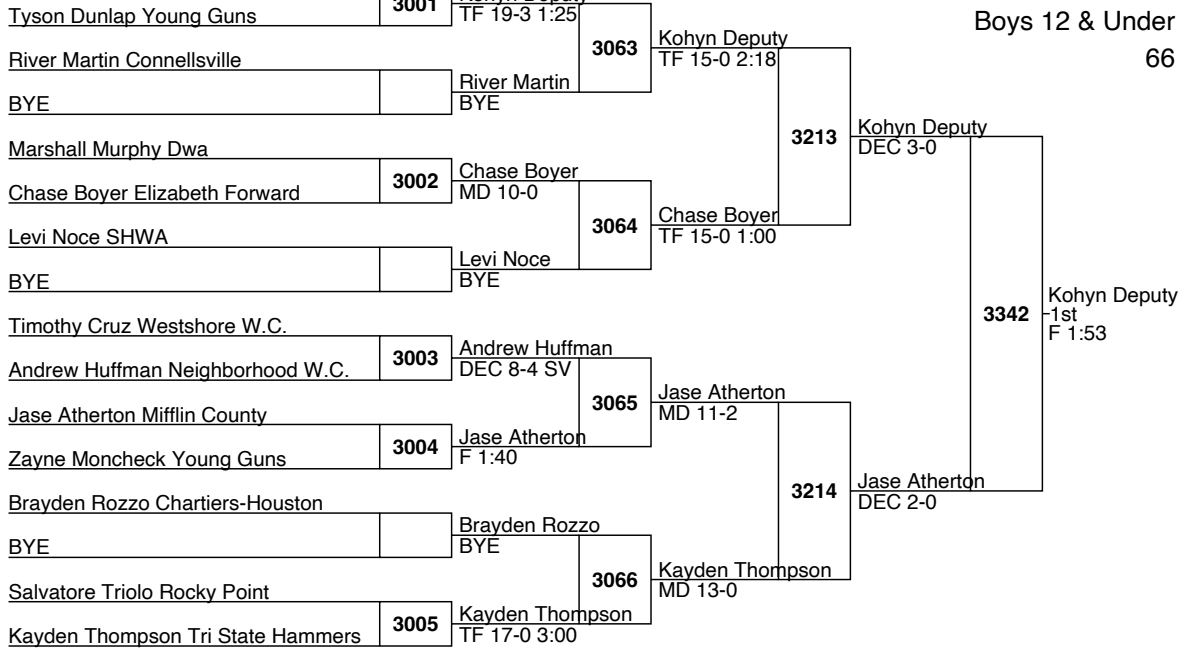 3001
Kohyn Deputy
Tyson Dunlap Young Guns
TF 19-3 1:25
Boys 12 & Under
66
River Martin Connellsville
BYE
River Martin
BYE
3063
Kohyn Deputy
TF 15-0 2:18
Marshall Murphy Dwa
Chase Boyer Elizabeth Forward
3002
Chase Boyer
MD 10-0
3213
Kohyn Deputy
DEC 3-0
Levi Noce SHWA
BYE
Levi Noce
BYE
3064
Chase Boyer
TF 15-0 1:00
Timothy Cruz Westshore W.C.
Andrew Huffman Neighborhood W.C.
3003
Andrew Huffman
DEC 8-4 SV
3342
Kohyn Deputy
1st
F 1:53
Jase Atherton Mifflin County
Zayne Moncheck Young Guns
3004
Jase Atherton
F 1:40
3065
Jase Atherton
MD 11-2
Brayden Rozzo Chartiers-Houston
BYE
Brayden Rozzo
BYE
3214
Jase Atherton
DEC 2-0
Salvatore Triolo Rocky Point
Kayden Thompson Tri State Hammers
3005
Kayden Thompson
TF 17-0 3:00
3066
Kayden Thompson
MD 13-0